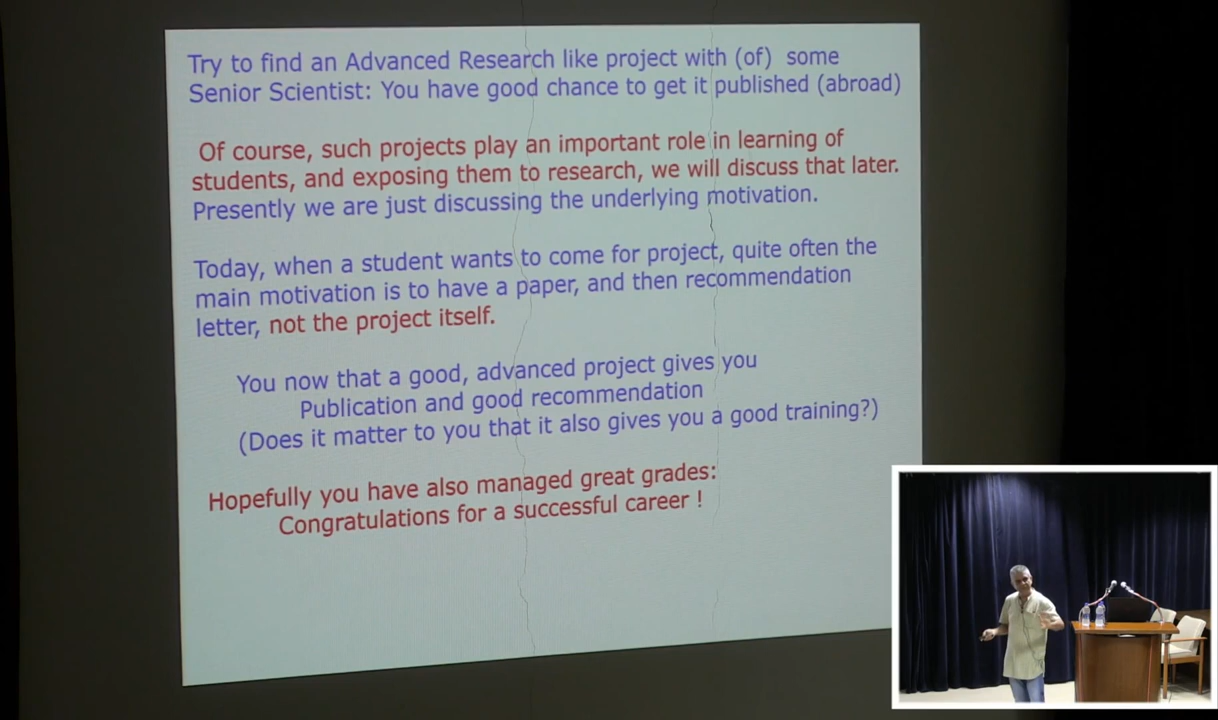 Try to find an Advanced Research like project with (of) some
Senior Scientist: You have good chance to get it published (abroad)
Of course, such projects play an important role in learning of
students, and exposing them to research, we will discuss that later.
Presently we are just discussing the underlying motivation.
Today, when a student wants to come for project, quite often the
main motivation is to have a paper, and then recommendation
letter, not the project itself.
You now that a good, advanced project gives you
Publication and good recommendation
(Does it matter to you that it also gives you a good training?)
Hopefully you have also managed great grades:
Congratulations for a successful career !